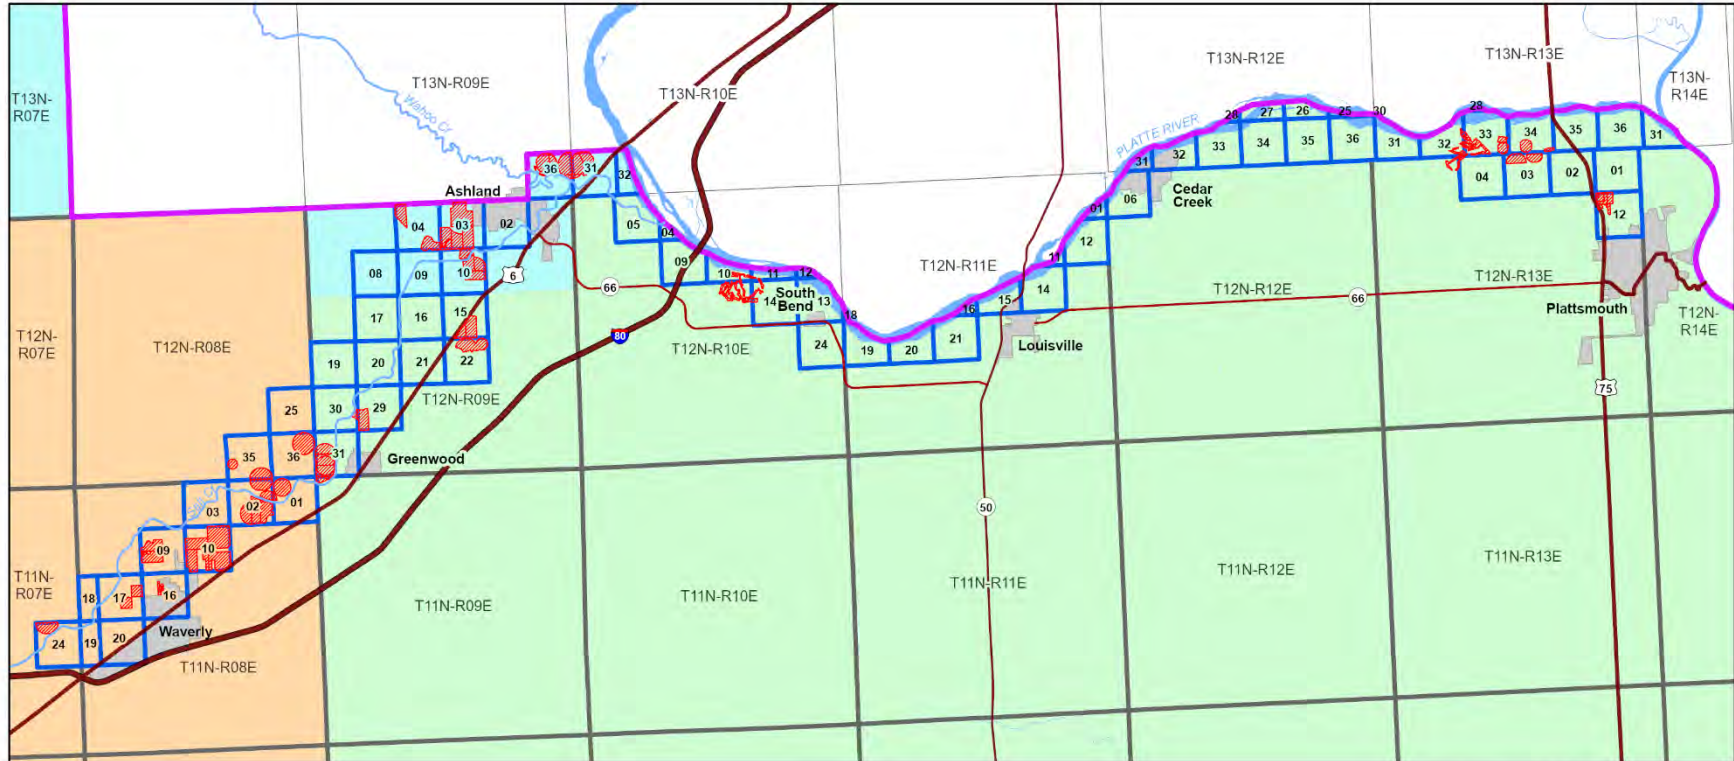 T13N-R09E
T13N-R10E
T13N-R12E
T13N-R13E
T13N-
R14E
T13N-
R07E
Wahoo Cr
PLATTE RIVER
28
27
26
25
30
28
31
32
33
34
35
36
31
32
33
34
35
36
31
36
31
32
Ashland
04
03
02
01
06
Cedar
Creek
01
12
04
03
02
05
04
08
09
10
6
66
09
10
11
12
14
13
South
Bend
T12N-R11E
12
11
14
15
16
18
T12N-R12E
66
T12N-R13E
Plattsmouth
T12N-
R14E
17
16
15
80
T12N-
R07E
T12N-R08E
T12N-R10E
24
19
20
21
Louisville
19
20
21
22
75
25
30
29
T12N-R09E
35
36
31
Greenwood
Salt Cr
03
02
01
50
09
10
T11N-
R07E
18
17
16
T11N-R09E
T11N-R10E
T11N-R11E
T11N-R12E
T11N-R13E
24
19
20
Waverly
T11N-R08E